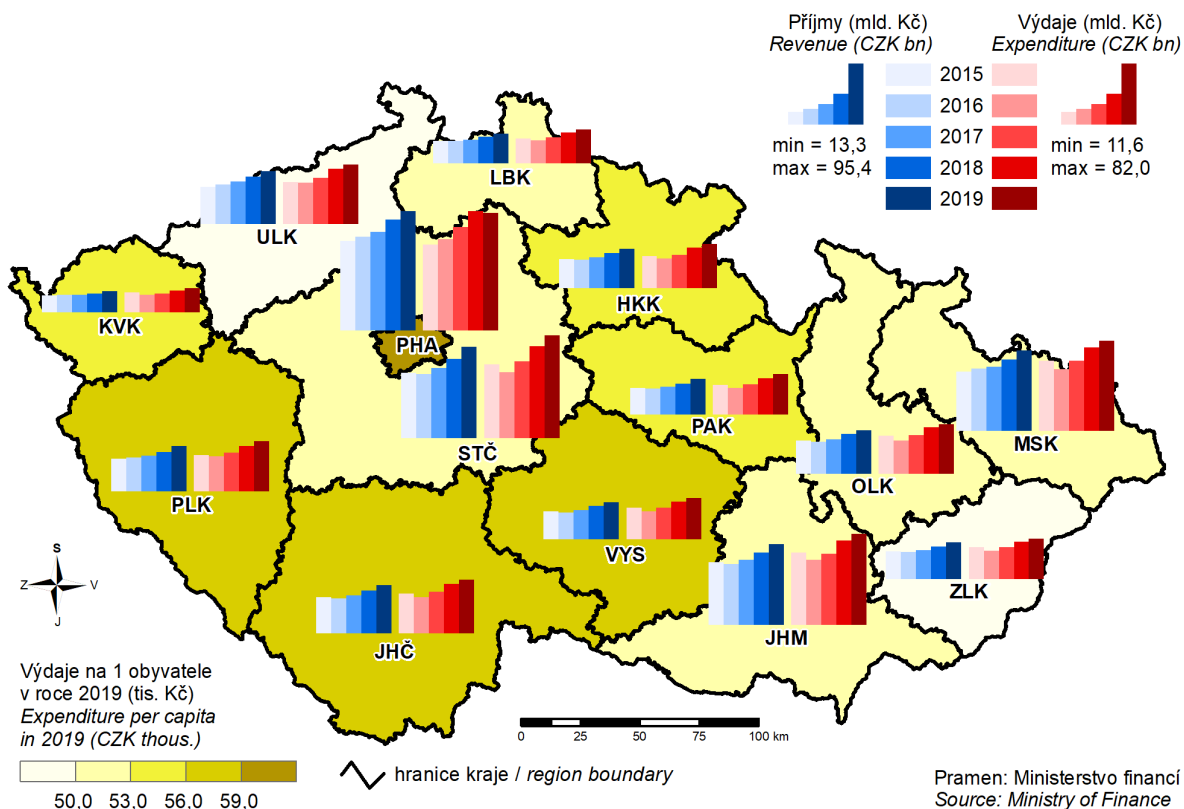 Příjmy (mld. Kč)
Revenue (CZK bn)
Výdaje (mld. Kč)
Expenditure (CZK bn)
2015
2016
2017
2018
2019
min = 13,3
max = 95,4
min = 11,6
max = 82,0
LBK
ULK
KVK
HKK
PHA
PAK
STČ
MSK
OLK
PLK
VYS
ZLK
JHM
JHČ
S
Z
V
J
Výdaje na 1 obyvatele
v roce 2019 (tis. Kč)
Expenditure per capita
in 2019 (CZK thous.)
50,0 53,0 56,0 59,0
0 25 50 75 100 km
hranice kraje / region boundary
Pramen: Ministerstvo financí
Source: Ministry of Finance